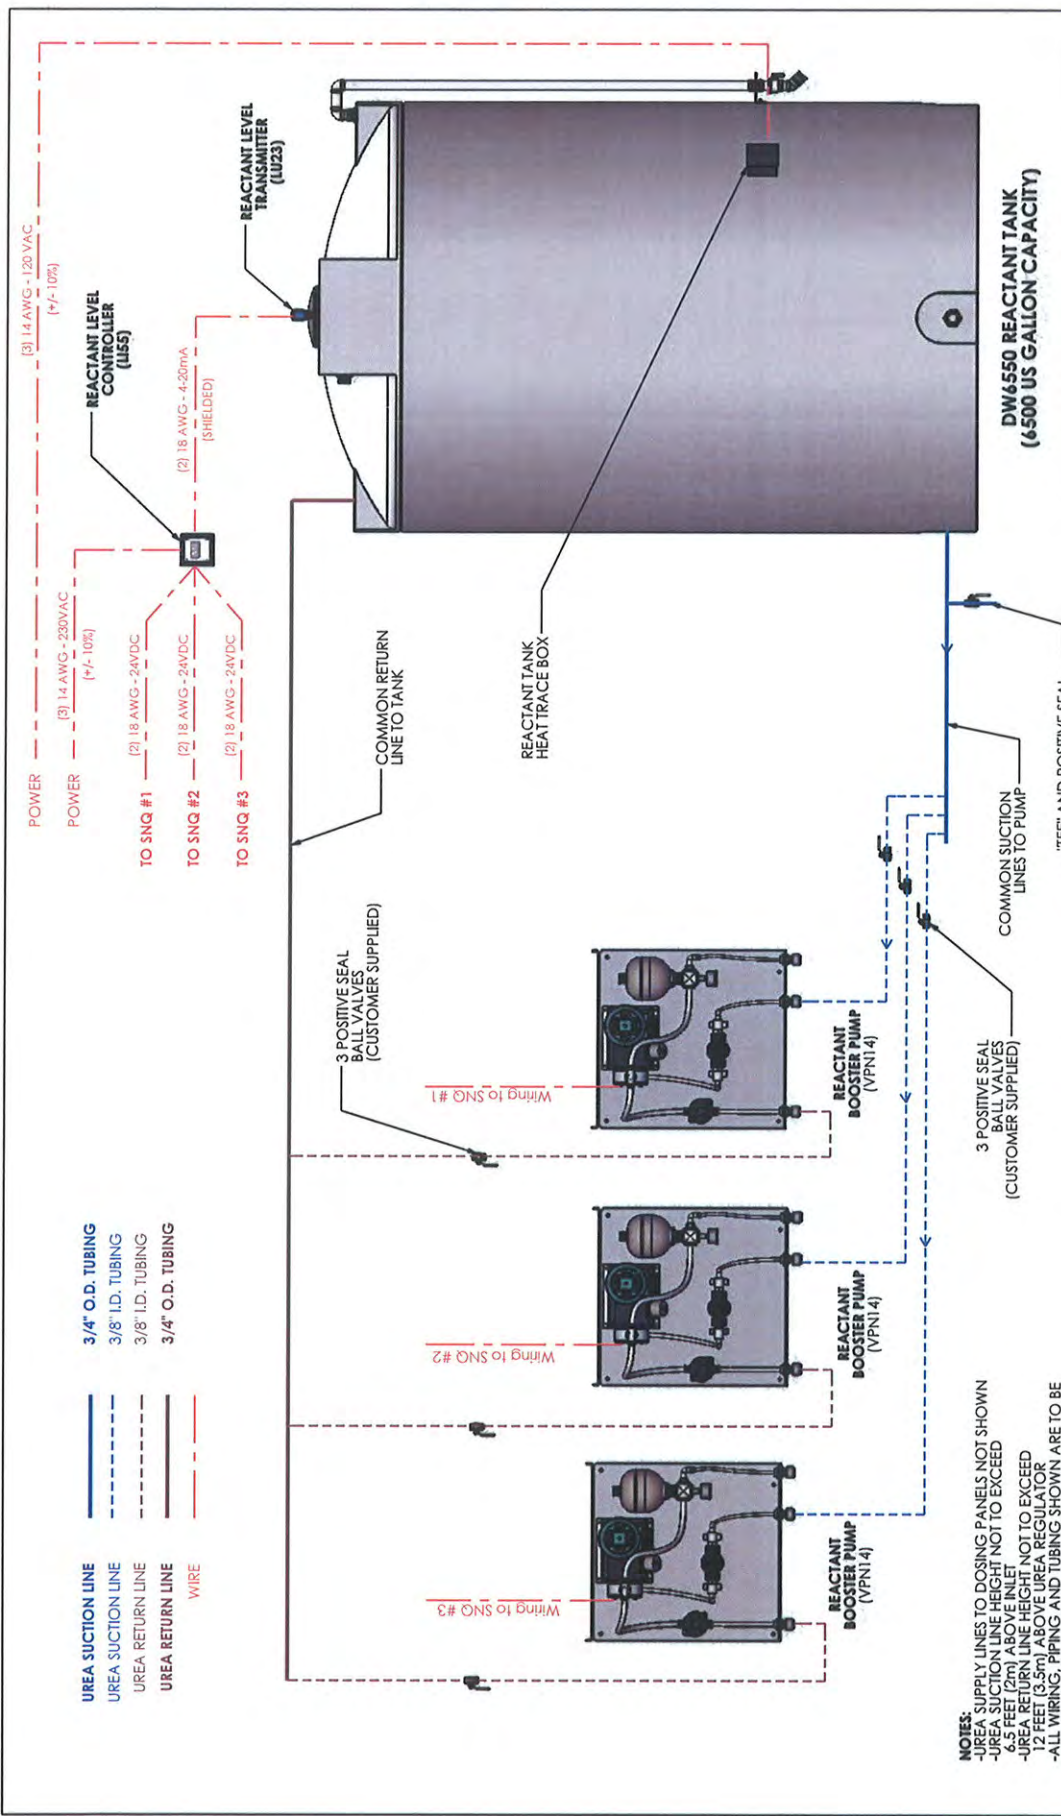 UREA SUCTION LINE
3/4" O.D. TUBING
UREA SUCTION LINE
3/8" I.D. TUBING
UREA RETURN LINE
3/8" I.D. TUBING
UREA RETURN LINE
3/4" O.D. TUBING
WIRE
POWER
(3) 14 AWG - 120 VAC
(+/- 10%)
POWER
(3) 14 AWG - 230VAC
(+/- 10%)
TO SNQ #1
(2) 18 AWG - 24VDC
TO SNQ #2
(2) 18 AWG - 24VDC
TO SNQ #3
(2) 18 AWG - 24VDC
REACTANT LEVEL
CONTROLLER
(LI55)
(2) 18 AWG - 4-20mA
(SHIELDED)
REACTANT LEVEL
TRANSMITTER
(LU23)
3 POSITIVE SEAL
BALL VALVES
(CUSTOMER SUPPLIED)
COMMON RETURN
LINE TO TANK
REACTANT TANK
HEAT TRACE BOX
Wiring to SNQ #3
Wiring to SNQ #2
Wiring to SNQ #1
REACTANT
BOOSTER PUMP
(VPN14)
REACTANT
BOOSTER PUMP
(VPN14)
REACTANT
BOOSTER PUMP
(VPN14)
3 POSITIVE SEAL
BALL VALVES
(CUSTOMER SUPPLIED)
COMMON SUCTION
LINES TO PUMP
DW6550 REACTANT TANK
(6500 US GALLON CAPACITY)
NOTES:
-UREA SUPPLY LINES TO DOSING PANELS NOT SHOWN
-UREA SUCTION LINE HEIGHT NOT TO EXCEED
6.5 FEET (2m) ABOVE INLET
-UREA RETURN LINE HEIGHT NOT TO EXCEED
12 FEET (3.5m) ABOVE UREA REGULATOR
-ALL WIRING, PIPING AND TUBING SHOWN ARE TO BE
AND POSITIVE SEAL